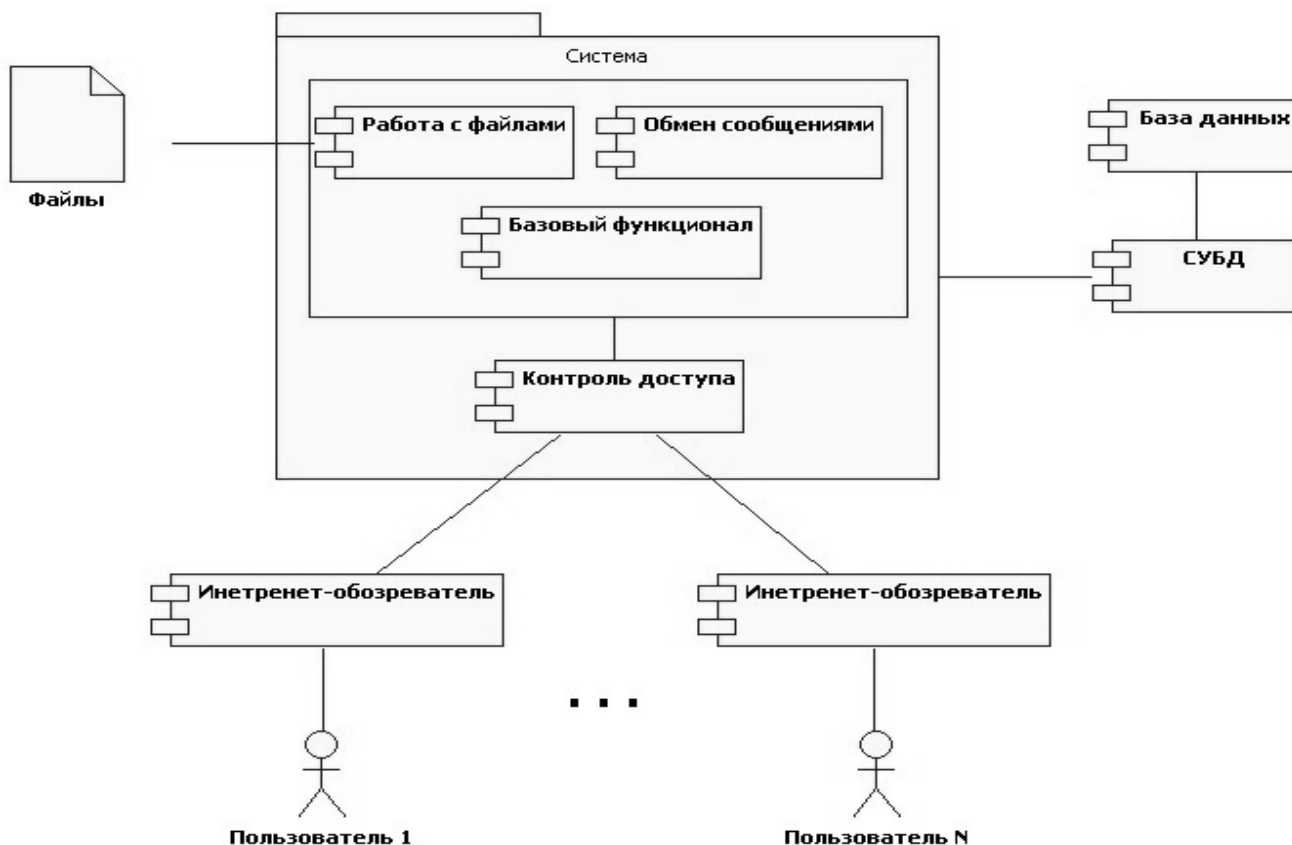 Система
Работа с файлами
Обмен сообщениями
База данных
Файлы
Базовый функционал
СУБД
Контроль доступа
Инетренет-обозреватель
Инетренет-обозреватель
. . .
Пользователь 1
Пользователь N